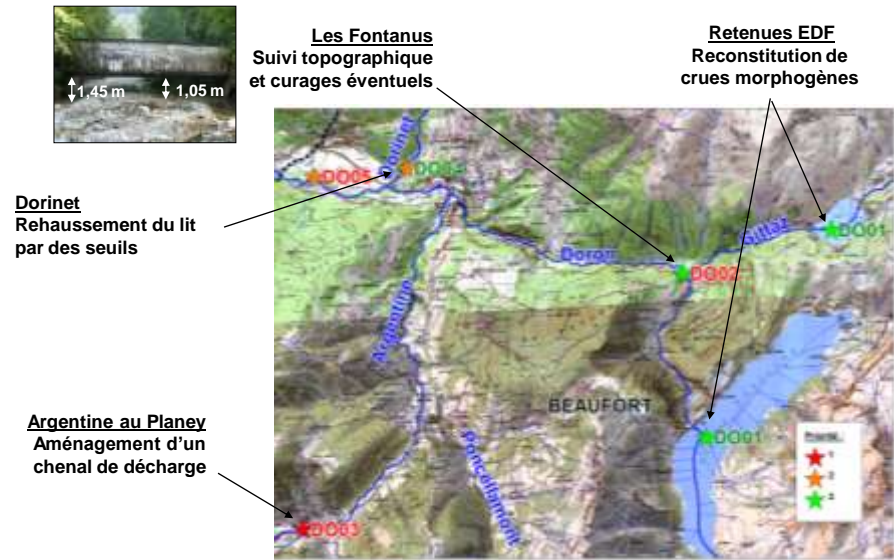 1,45 m
1,05 m
Les Fontanus
Suivi topographique
et curages éventuels
Retenues EDF
Reconstitution de
crues morphogènes
Dorinet
Rehaussement du lit
par des seuils
Argentine au Planey
Aménagement d'un
chenal de décharge
Dorinet
DO05
Doron
Gittaz
DO01
DO02
Argentine
BEAUFORT
DO01
Poncellamont
DO03
1
2